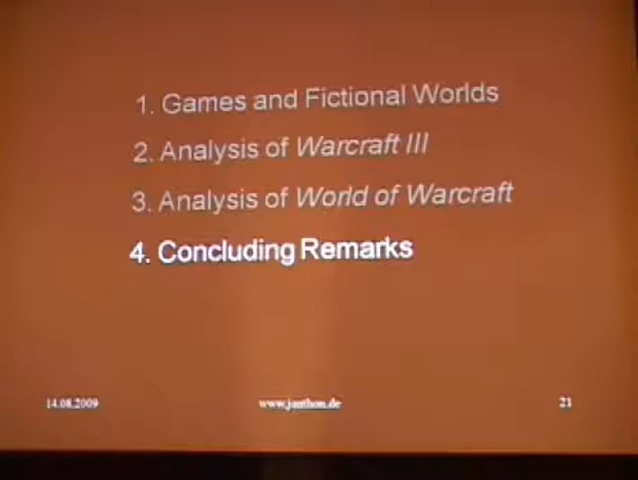 1. Games and Fictional Worlds
2. Analysis of Warcraft III
3. Analysis of World of Warcraft
4. Concluding Remarks
14.08.2009
www.janthon.de
21